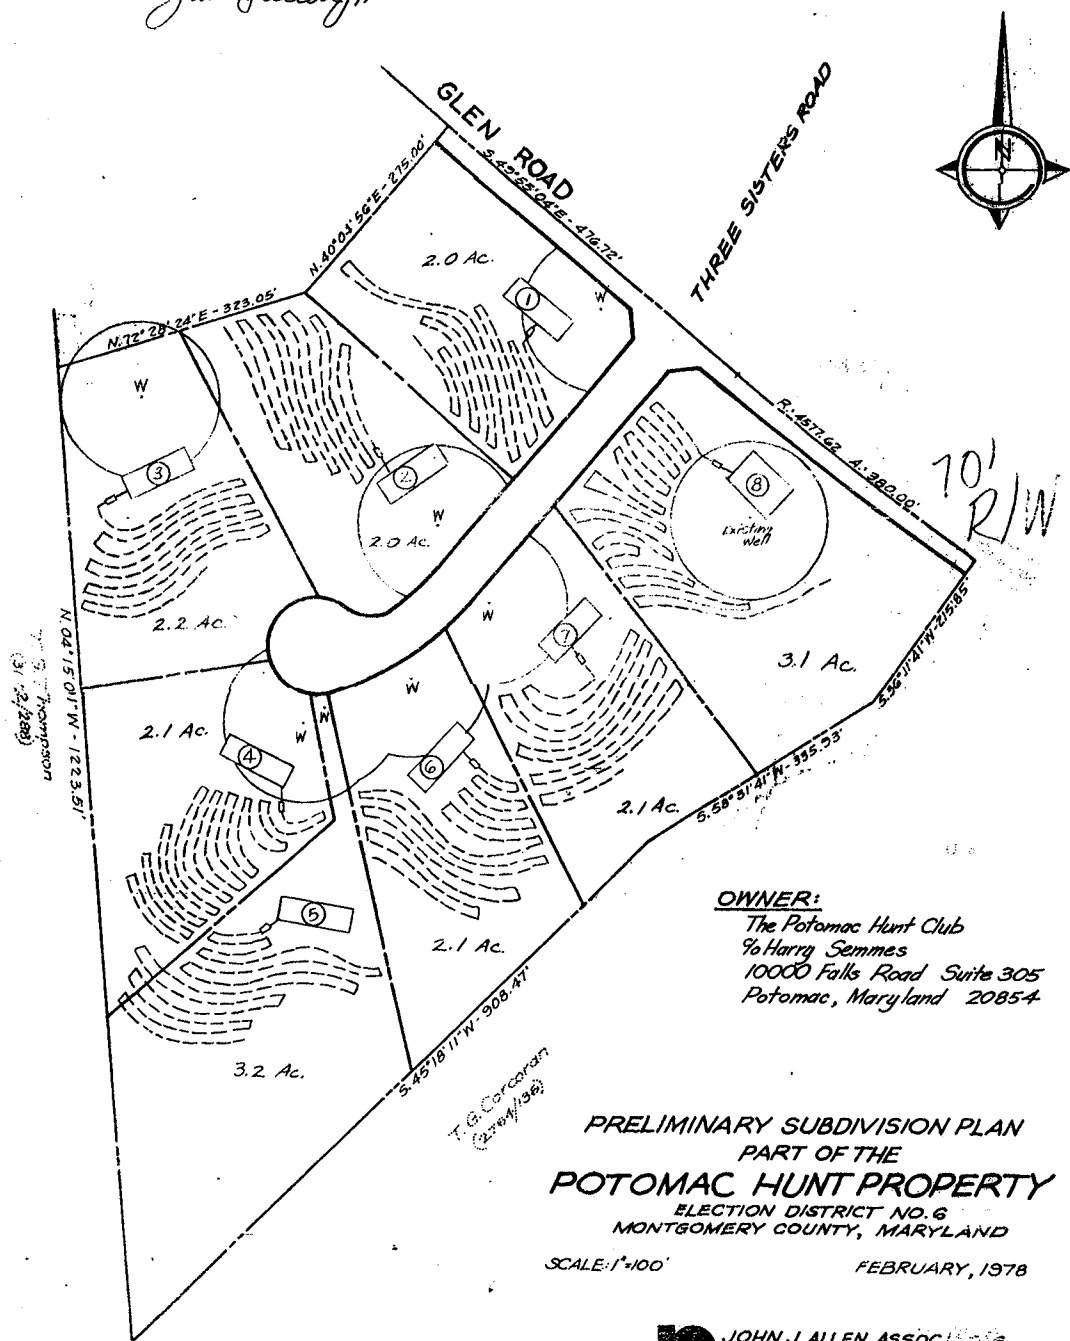 GLEN ROAD
THREE SISTERS ROAD
N
S. 49°55'04"E - 476.72'
N. 40°03'56"E - 275.00'
N. 72° 28' 24" E - 323.05'
2.0 Ac.
1
W
W
3
2
W
2.0 Ac.
8
Existing
Well
R: 4577.62 A: 380.00'
70'
R/W
2.2 Ac.
W
7
3.1 Ac.
S. 36° 11' 41" W - 215.85'
N. 04° 15' 01" W - 1223.51'
Thompson
2.1 Ac.
W
W
W
4
6
2.1 Ac.
S. 58° 31' 41" W - 335.93'
5
2.1 Ac.
3.2 Ac.
S. 45° 18' 11" W - 908.47'
T. G. Corcoran
OWNER:
The Potomac Hunt Club
c/o Harry Semmes
10000 Falls Road Suite 305
Potomac, Maryland 20854
PRELIMINARY SUBDIVISION PLAN
PART OF THE
POTOMAC HUNT PROPERTY
ELECTION DISTRICT NO. 6
MONTGOMERY COUNTY, MARYLAND
SCALE: 1"=100' FEBRUARY, 1978
JOHN J. ALLEN